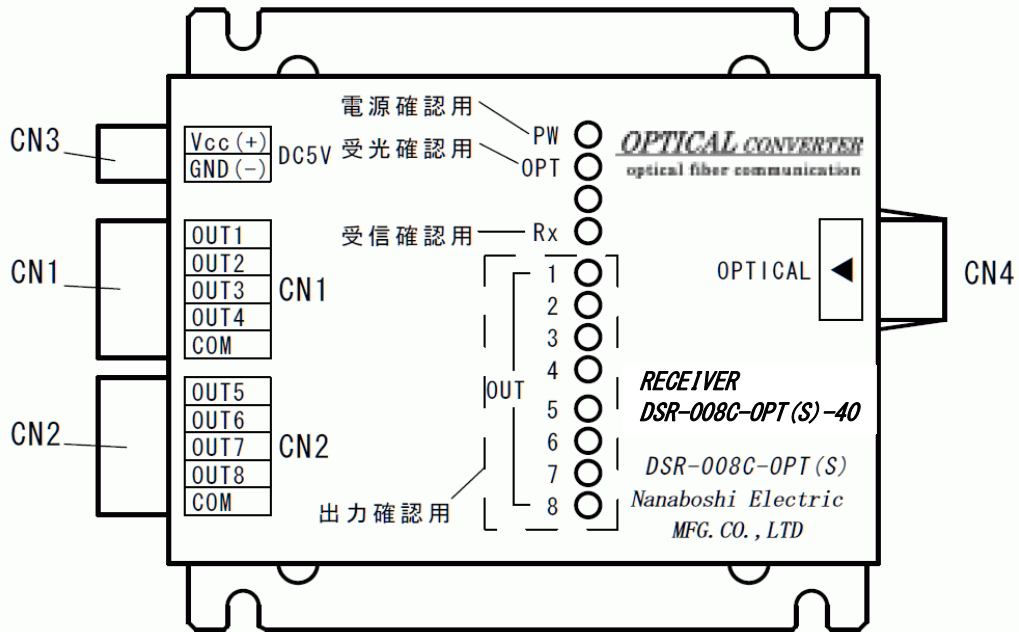 電源確認用
PW
受光確認用
OPT
受信確認用
Rx
CN3
Vcc(+)
GND(-)
DC5V
CN1
OUT1
OUT2
OUT3
OUT4
COM
CN1
CN2
OUT5
OUT6
OUT7
OUT8
COM
CN2
出力確認用
OUT
1
2
3
4
5
6
7
8
OPTICAL CONVERTER
optical fiber communication
OPTICAL
CN4
RECEIVER
DSR-008C-OPT(S)-40
DSR-008C-OPT(S)
Nanaboshi Electric
MFG.CO.,LTD